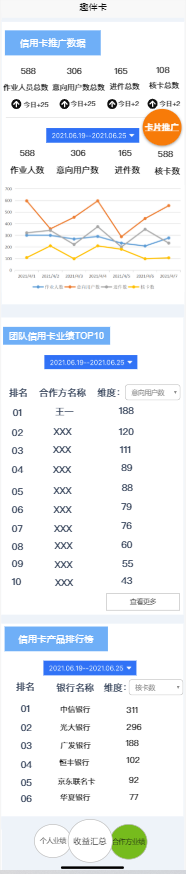 趣伴卡
信用卡推广数据
588 306 165 108
作业人员总数 意向用户数总数 进件总数 核卡总数
今日+25 今日+25 今日+2 今日+2
卡片推广
2021.06.19--2021.06.25
588 306 165 588
作业人数 意向用户数 进件数 核卡数
700
600
500
400
300
200
100
0
2021/6/1 2021/6/2 2021/6/3 2021/6/4 2021/6/5 2021/6/6 2021/6/7
作业人数 意向用户数 进件数 核卡数
团队信用卡业绩TOP10
2021.06.19--2021.06.25
排名 合作方名称 维度: 意向用户数
01 王一 188
02 XXX 120
03 XXX 111
04 XXX 89
05 XXX 88
06 XXX 79
07 XXX 76
08 XXX 60
09 XXX 55
10 XXX 43
查看更多
信用卡产品排行榜
2021.06.19--2021.06.25
排名 银行名称 维度: 核卡数
01 中信银行 311
02 光大银行 296
03 广发银行 188
04 恒丰银行 102
05 京东联名卡 92
06 华夏银行 77
个人业绩 收益汇总 合作方业绩